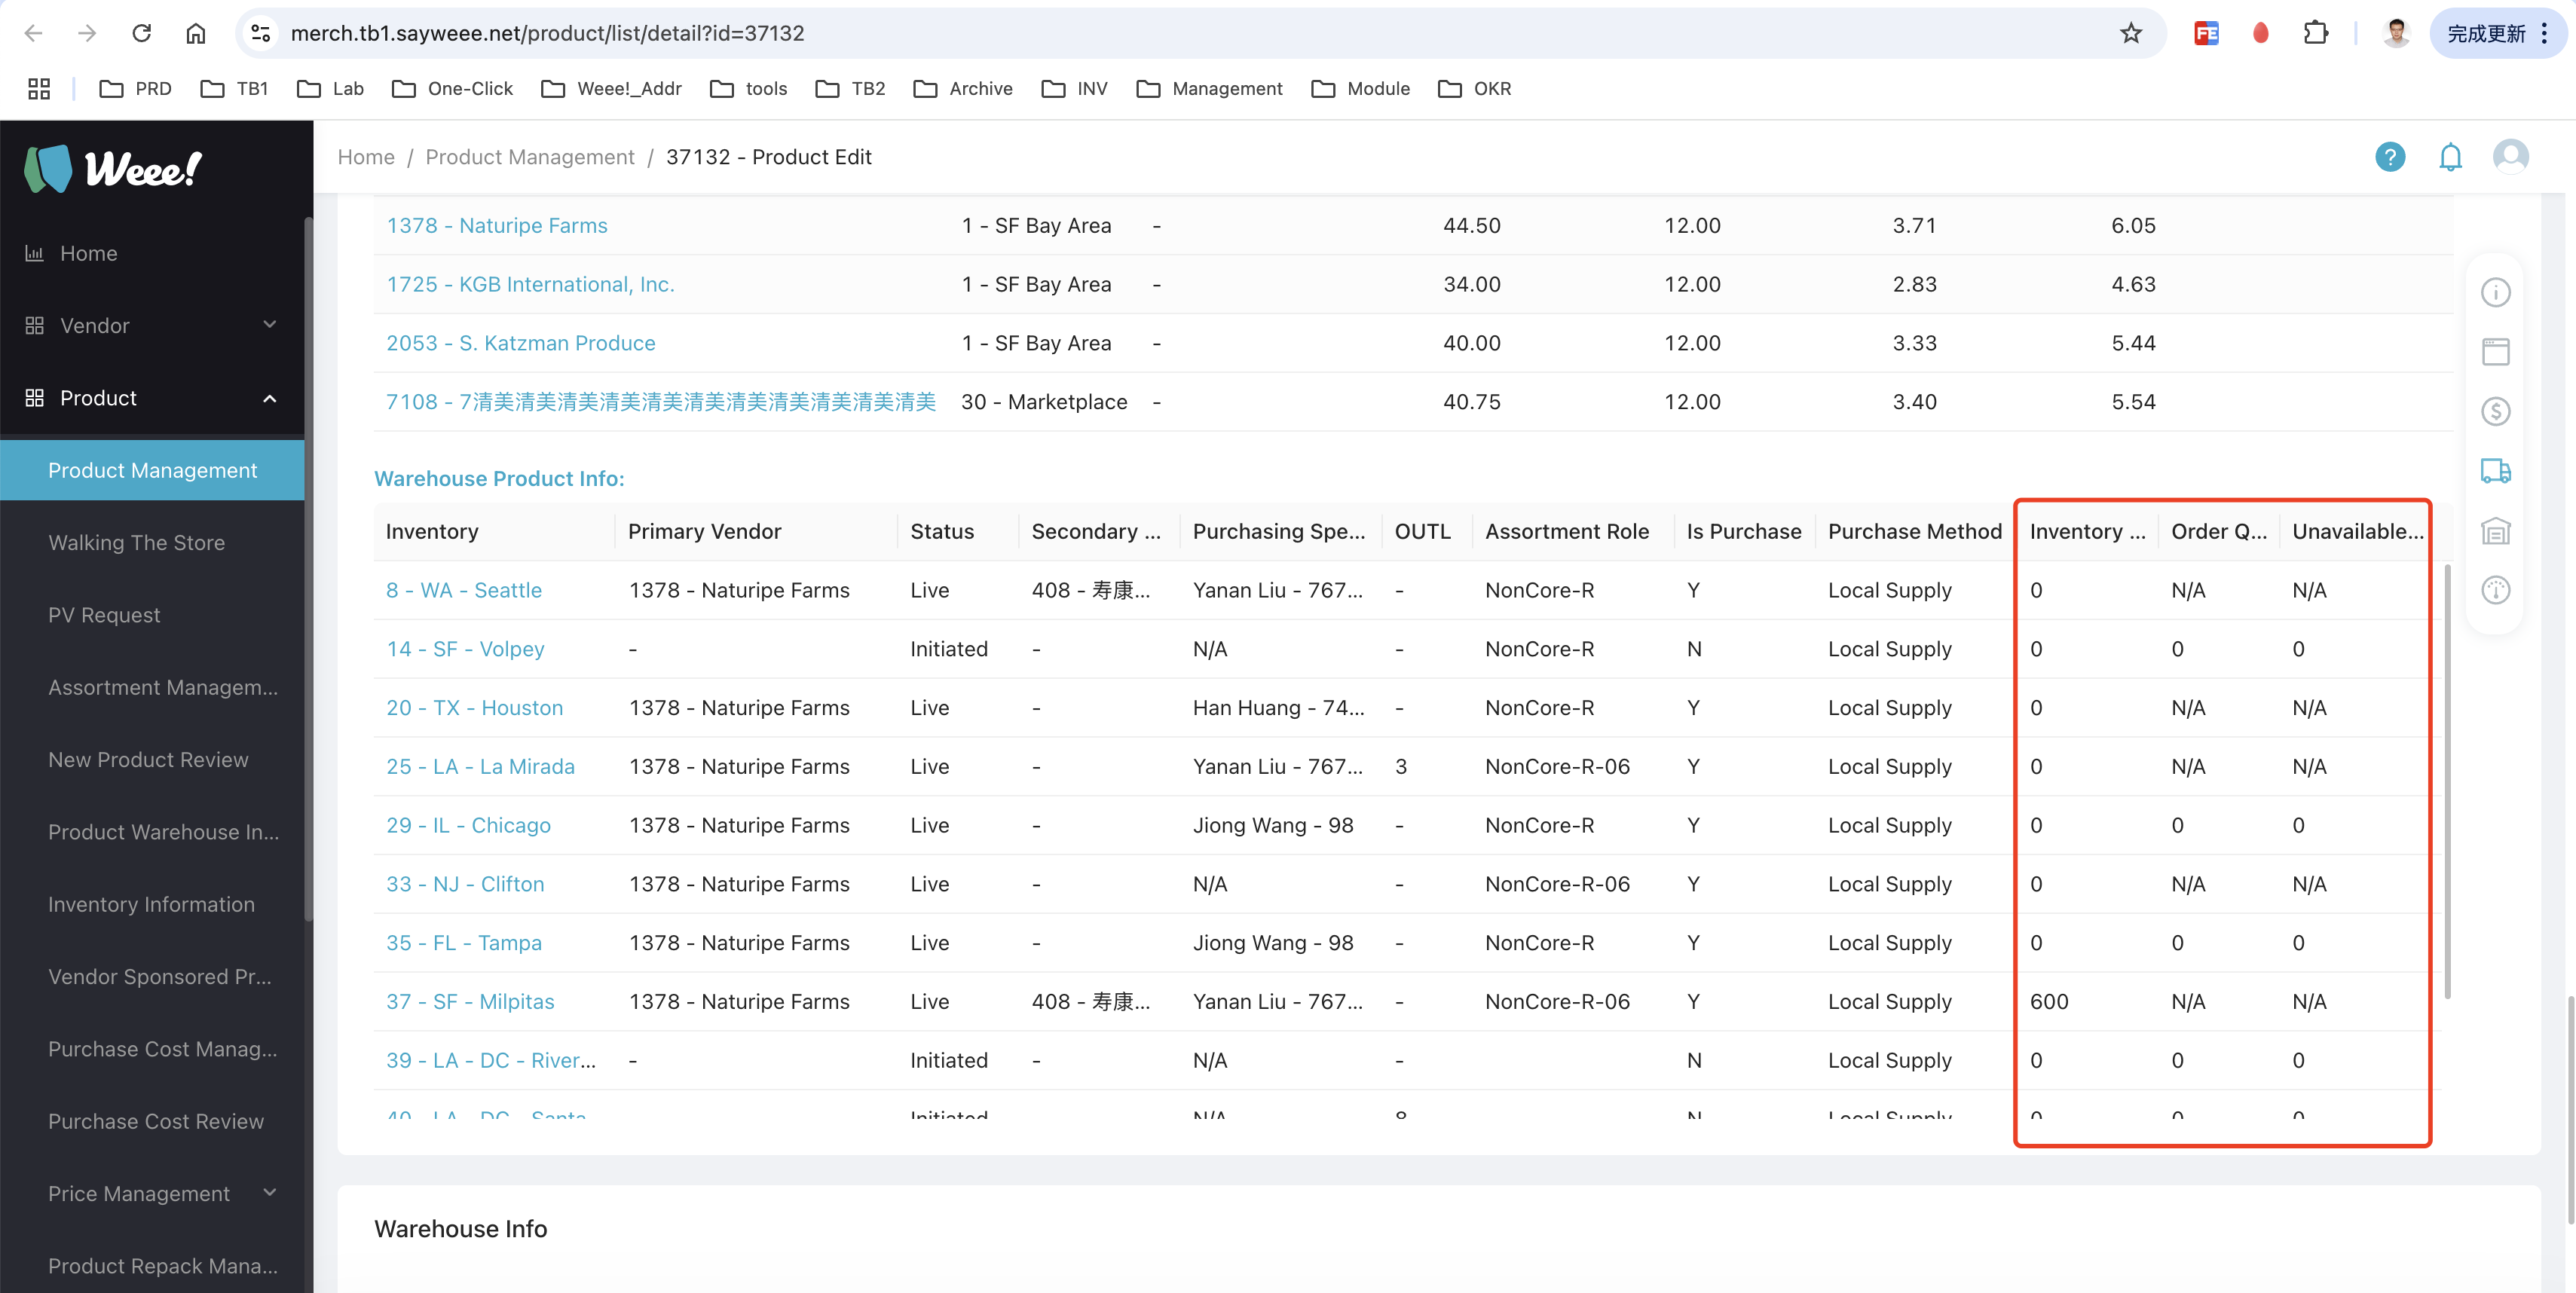 merch.tb1.sayweee.net/product/list/detail?id=37132
FE
完成更新
PRD TB1 Lab One-Click Weee!_Addr tools TB2 Archive INV Management Module OKR
Weee!
Home / Product Management / 37132 - Product Edit
?
Home
Vendor
Product
Product Management
Walking The Store
PV Request
Assortment Managem...
New Product Review
Product Warehouse In...
Inventory Information
Vendor Sponsored Pr...
Purchase Cost Manag...
Purchase Cost Review
Price Management
Product Repack Mana...
1378 - Naturipe Farms 1 - SF Bay Area - 44.50 12.00 3.71 6.05
1725 - KGB International, Inc. 1 - SF Bay Area - 34.00 12.00 2.83 4.63
2053 - S. Katzman Produce 1 - SF Bay Area - 40.00 12.00 3.33 5.44
7108 - 7清美清美清美清美清美清美清美清美清美清美清美 30 - Marketplace - 40.75 12.00 3.40 5.54
Warehouse Product Info:
Inventory Primary Vendor Status Secondary ... Purchasing Spe... OUTL Assortment Role Is Purchase Purchase Method Inventory ... Order Q... Unavailable...
8 - WA - Seattle 1378 - Naturipe Farms Live 408 - 寿康... Yanan Liu - 767... - NonCore-R Y Local Supply 0 N/A N/A
14 - SF - Volpey - Initiated - N/A - NonCore-R N Local Supply 0 0 0
20 - TX - Houston 1378 - Naturipe Farms Live - Han Huang - 74... - NonCore-R Y Local Supply 0 N/A N/A
25 - LA - La Mirada 1378 - Naturipe Farms Live - Yanan Liu - 767... 3 NonCore-R-06 Y Local Supply 0 N/A N/A
29 - IL - Chicago 1378 - Naturipe Farms Live - Jiong Wang - 98 - NonCore-R Y Local Supply 0 0 0
33 - NJ - Clifton 1378 - Naturipe Farms Live - N/A - NonCore-R-06 Y Local Supply 0 N/A N/A
35 - FL - Tampa 1378 - Naturipe Farms Live - Jiong Wang - 98 - NonCore-R Y Local Supply 0 0 0
37 - SF - Milpitas 1378 - Naturipe Farms Live 408 - 寿康... Yanan Liu - 767... - NonCore-R-06 Y Local Supply 600 N/A N/A
39 - LA - DC - River... - Initiated - N/A - N Local Supply 0 0 0
40 - LA - DC - Santa Initiated N/A 8 N Local Supply 0 0 0
Warehouse Info